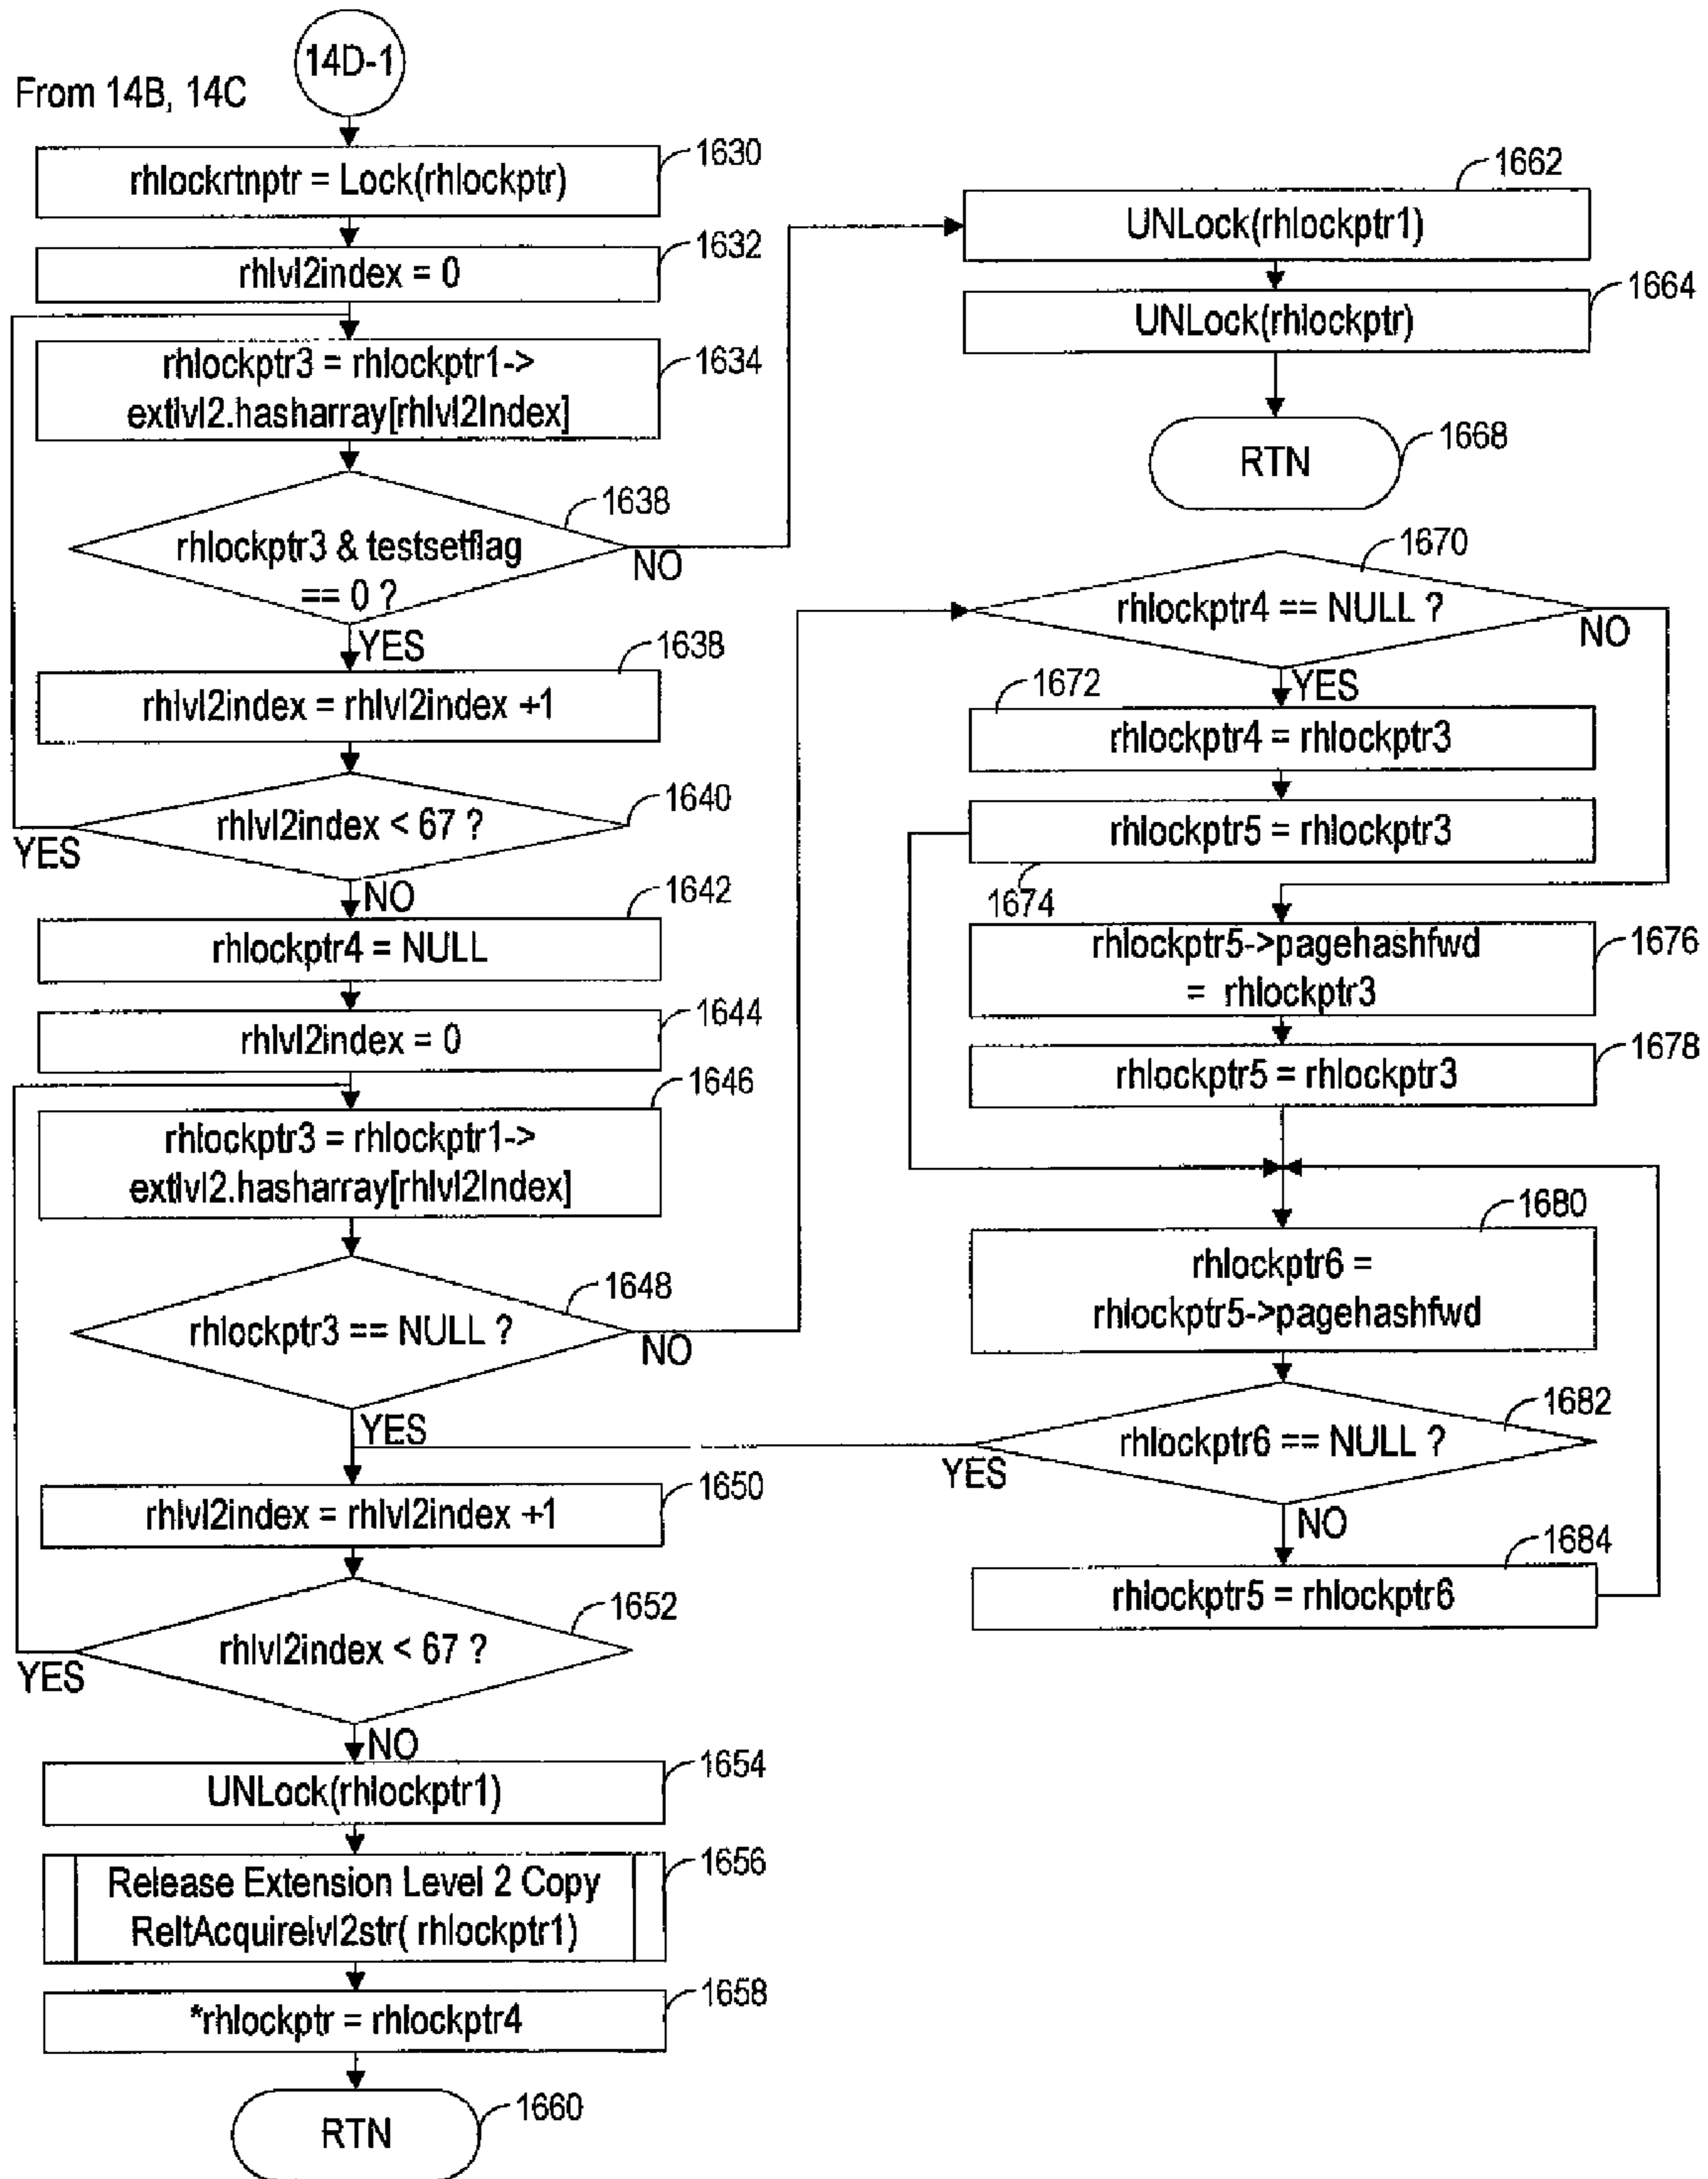 14D-1
From 14B, 14C
1630
rhlockrtnptr = Lock(rhlockptr)
1632
rhlvl2index = 0
1634
rhlockptr3 = rhlockptr1->
extlvl2.hasharray[rhlvl2Index]
1638
rhlockptr3 & testsetflag
== 0 ?
NO
YES
1638
rhlvl2index = rhlvl2index +1
1640
rhlvl2index < 67 ?
YES
NO
1642
rhlockptr4 = NULL
1644
rhlvl2index = 0
1646
rhlockptr3 = rhlockptr1->
extlvl2.hasharray[rhlvl2Index]
1648
rhlockptr3 == NULL ?
NO
YES
1650
rhlvl2index = rhlvl2index +1
1652
rhlvl2index < 67 ?
YES
NO
1654
UNLock(rhlockptr1)
1656
Release Extension Level 2 Copy
ReltAcquirelvl2str( rhlockptr1)
1658
*rhlockptr = rhlockptr4
1660
RTN
1662
UNLock(rhlockptr1)
1664
UNLock(rhlockptr)
1668
RTN
1670
rhlockptr4 == NULL ?
NO
YES
1672
rhlockptr4 = rhlockptr3
rhlockptr5 = rhlockptr3
1674
1676
rhlockptr5->pagehashfwd
= rhlockptr3
1678
rhlockptr5 = rhlockptr3
1680
rhlockptr6 =
rhlockptr5->pagehashfwd
1682
rhlockptr6 == NULL ?
YES
NO
1684
rhlockptr5 = rhlockptr6